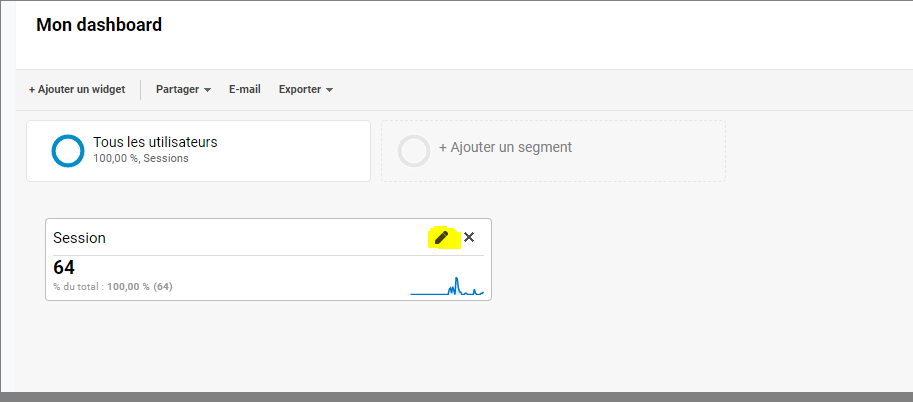 Mon dashboard
+ Ajouter un widget Partager E-mail Exporter
Tous les utilisateurs
100,00 %, Sessions
+ Ajouter un segment
Session
64
% du total : 100,00 % (64)